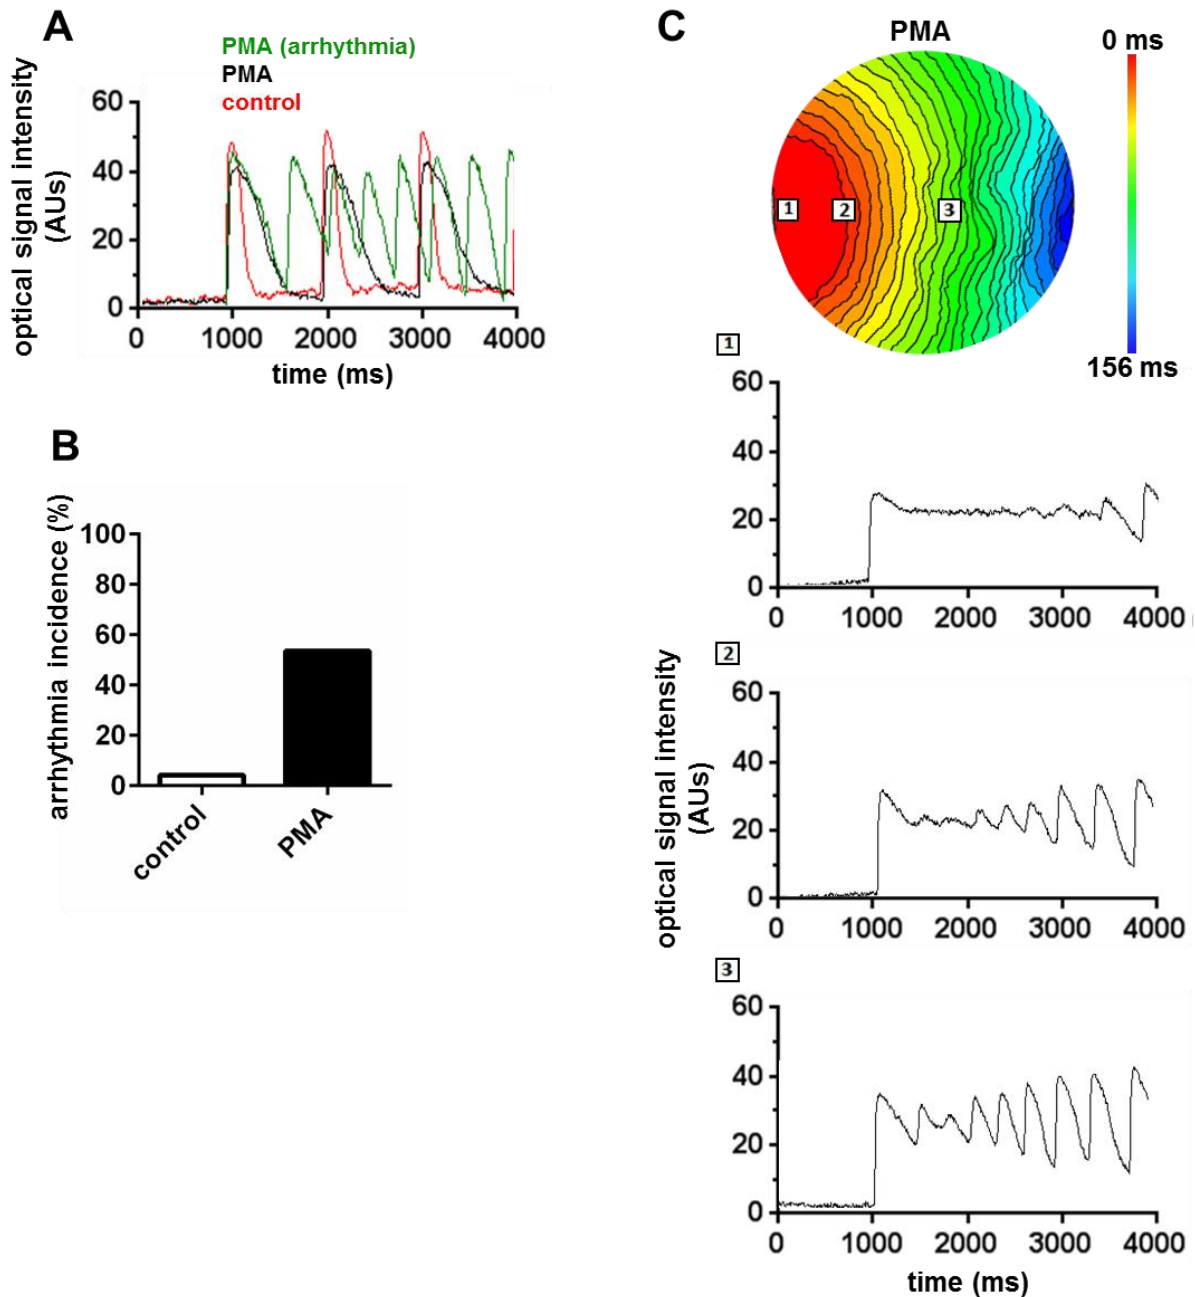 A
PMA (arrhythmia)
PMA
control
optical signal intensity
(AUs)
60
40
20
0
0 1000 2000 3000 4000
time (ms)
B
arrhythmia incidence (%)
100
80
60
40
20
0
control
PMA
C
PMA
0 ms
156 ms
1
2
3
1
60
40
20
0
0 1000 2000 3000 4000
2
60
40
20
0
0 1000 2000 3000 4000
optical signal intensity
(AUs)
3
60
40
20
0
0 1000 2000 3000 4000
time (ms)